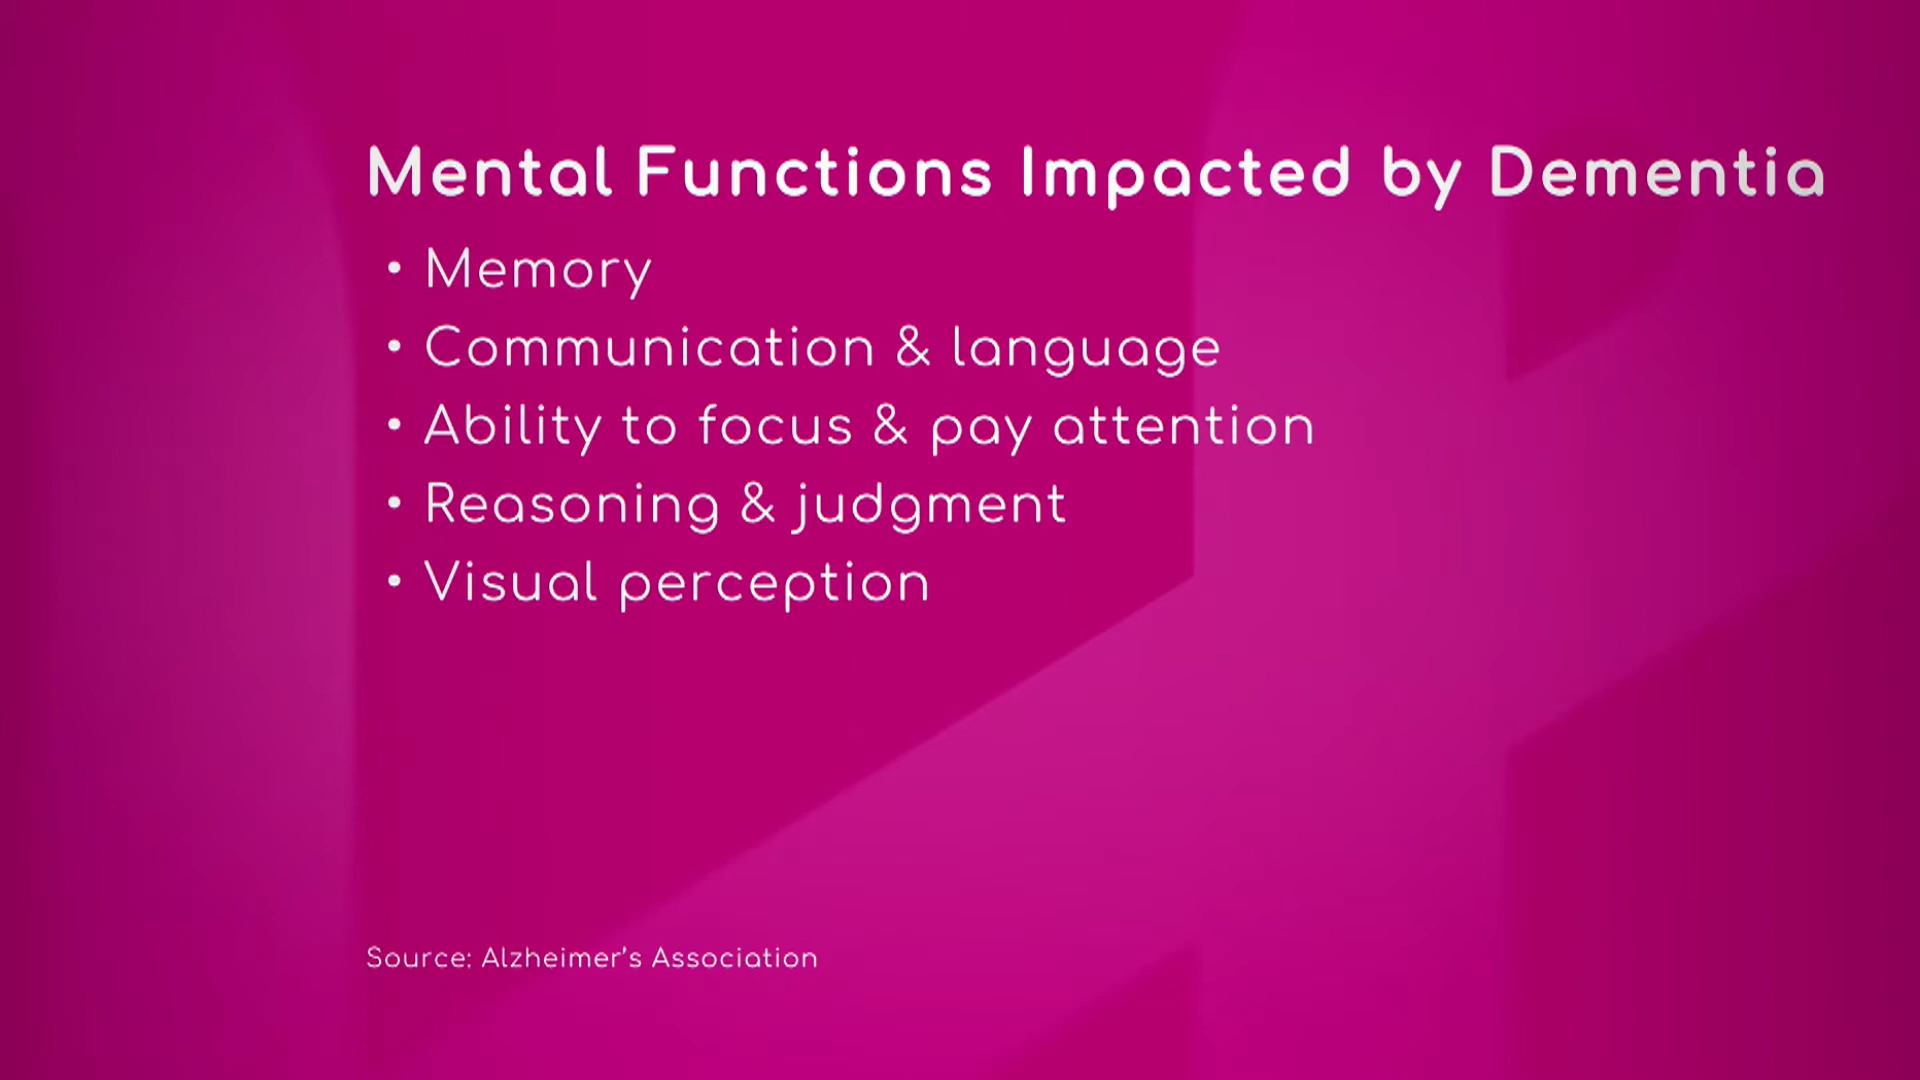 Mental Functions Impacted by Dementia
• Memory
• Communication & language
• Ability to focus & pay attention
• Reasoning & judgment
• Visual perception
Source: Alzheimer's Association